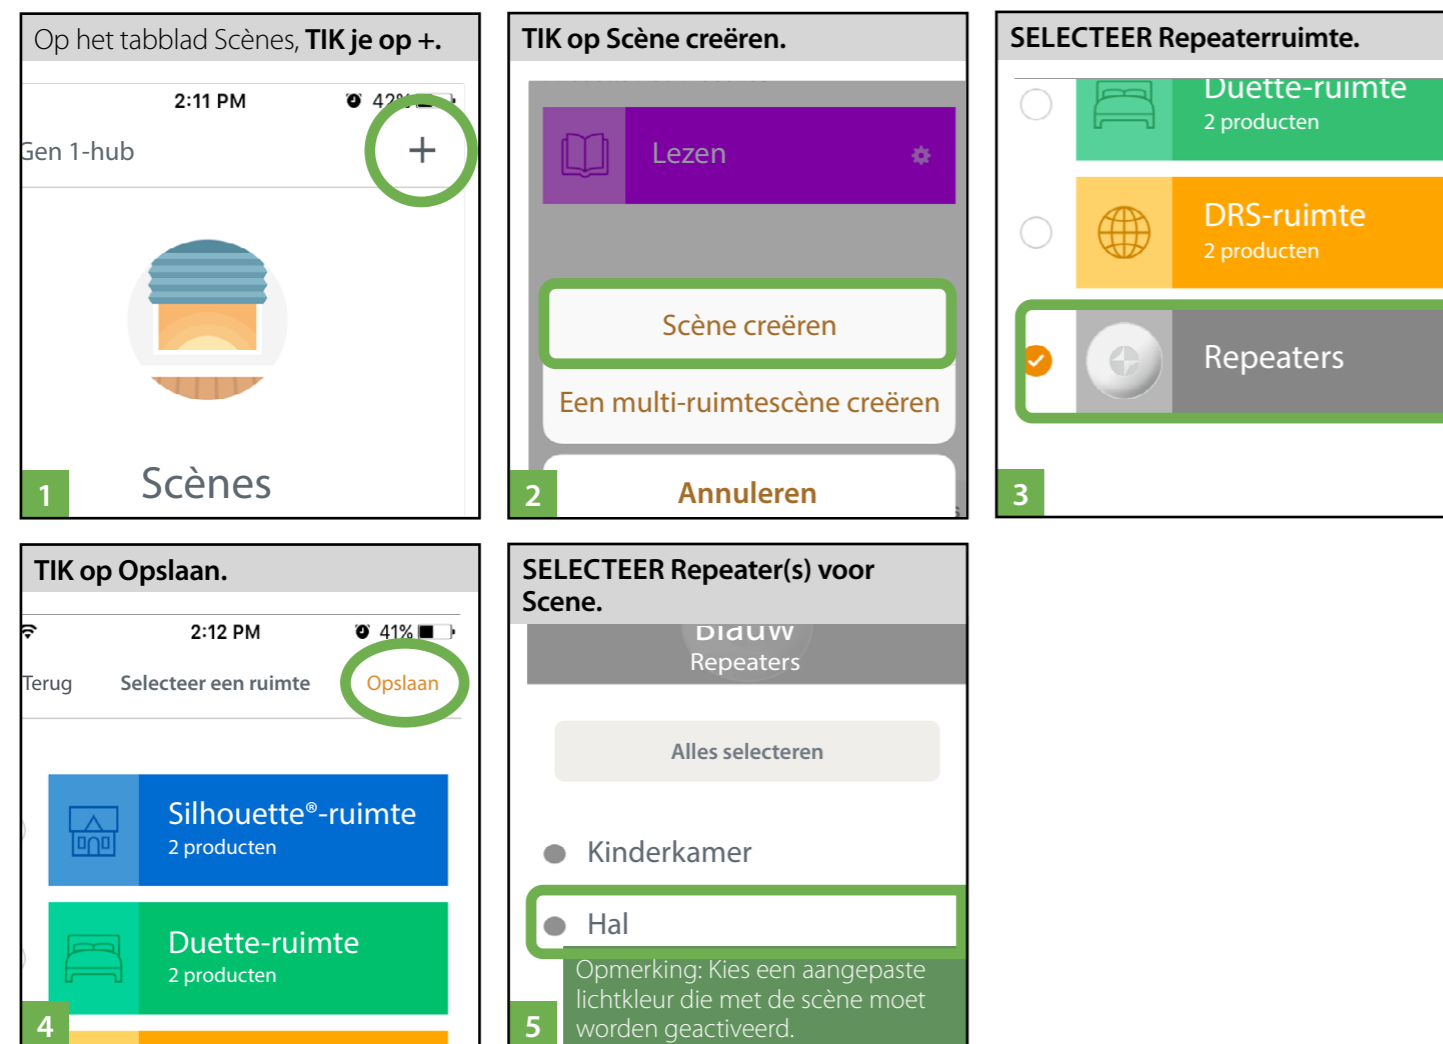 Op het tabblad Scènes, TIK je op +.
2:11 PM
42%
Gen 1-hub
+
Scènes
1
TIK op Scène creëren.
Lezen
Scène creëren
Een multi-ruimtescène creëren
Annuleren
2
SELECTEER Repeaterruimte.
Duette-ruimte
2 producten
DRS-ruimte
2 producten
Repeaters
3
TIK op Opslaan.
2:12 PM
41%
Terug
Selecteer een ruimte
Opslaan
Silhouette®-ruimte
2 producten
Duette-ruimte
2 producten
4
SELECTEER Repeater(s) voor
Scene.
Blauw
Repeaters
Alles selecteren
Kinderkamer
Hal
Opmerking: Kies een aangepaste
lichtkleur die met de scène moet
worden geactiveerd.
5